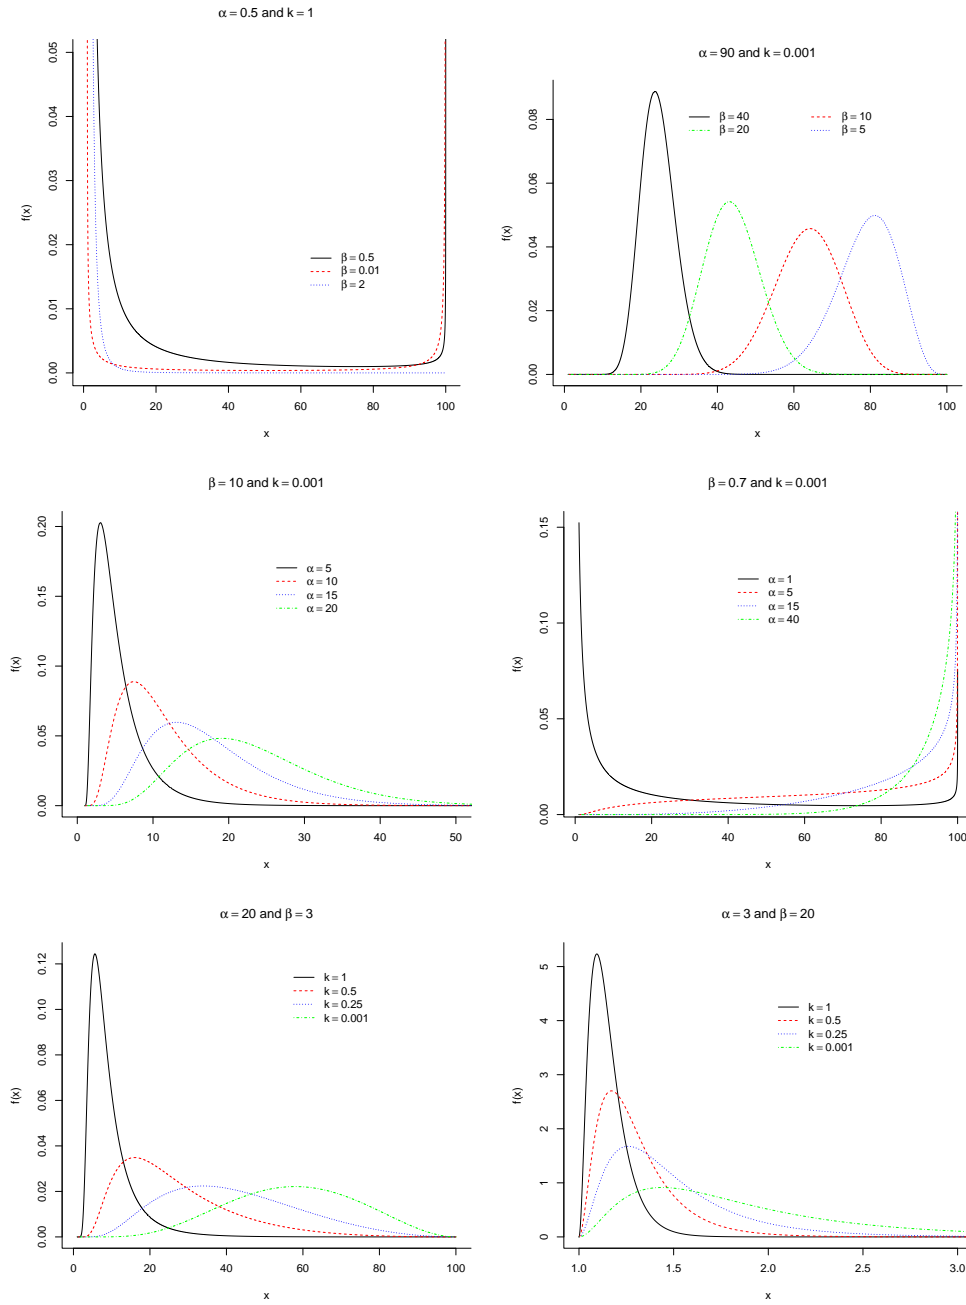 α = 0.5 and k = 1
f(x)
0.05
0.04
0.03
0.02
0.01
0.00
β = 0.5
β = 0.01
β = 2
0 20 40 60 80 100
x
α = 90 and k = 0.001
f(x)
0.08
0.06
0.04
0.02
0.00
β = 40 β = 10
β = 20 β = 5
0 20 40 60 80 100
x
β = 10 and k = 0.001
f(x)
0.20
0.15
0.10
0.05
0.00
α = 5
α = 10
α = 15
α = 20
0 10 20 30 40 50
x
β = 0.7 and k = 0.001
f(x)
0.15
0.10
0.05
0.00
α = 1
α = 5
α = 15
α = 40
0 20 40 60 80 100
x
α = 20 and β = 3
f(x)
0.12
0.10
0.08
0.06
0.04
0.02
0.00
k = 1
k = 0.5
k = 0.25
k = 0.001
0 20 40 60 80 100
x
α = 3 and β = 20
f(x)
5
4
3
2
1
0
k = 1
k = 0.5
k = 0.25
k = 0.001
1.0 1.5 2.0 2.5 3.0
x